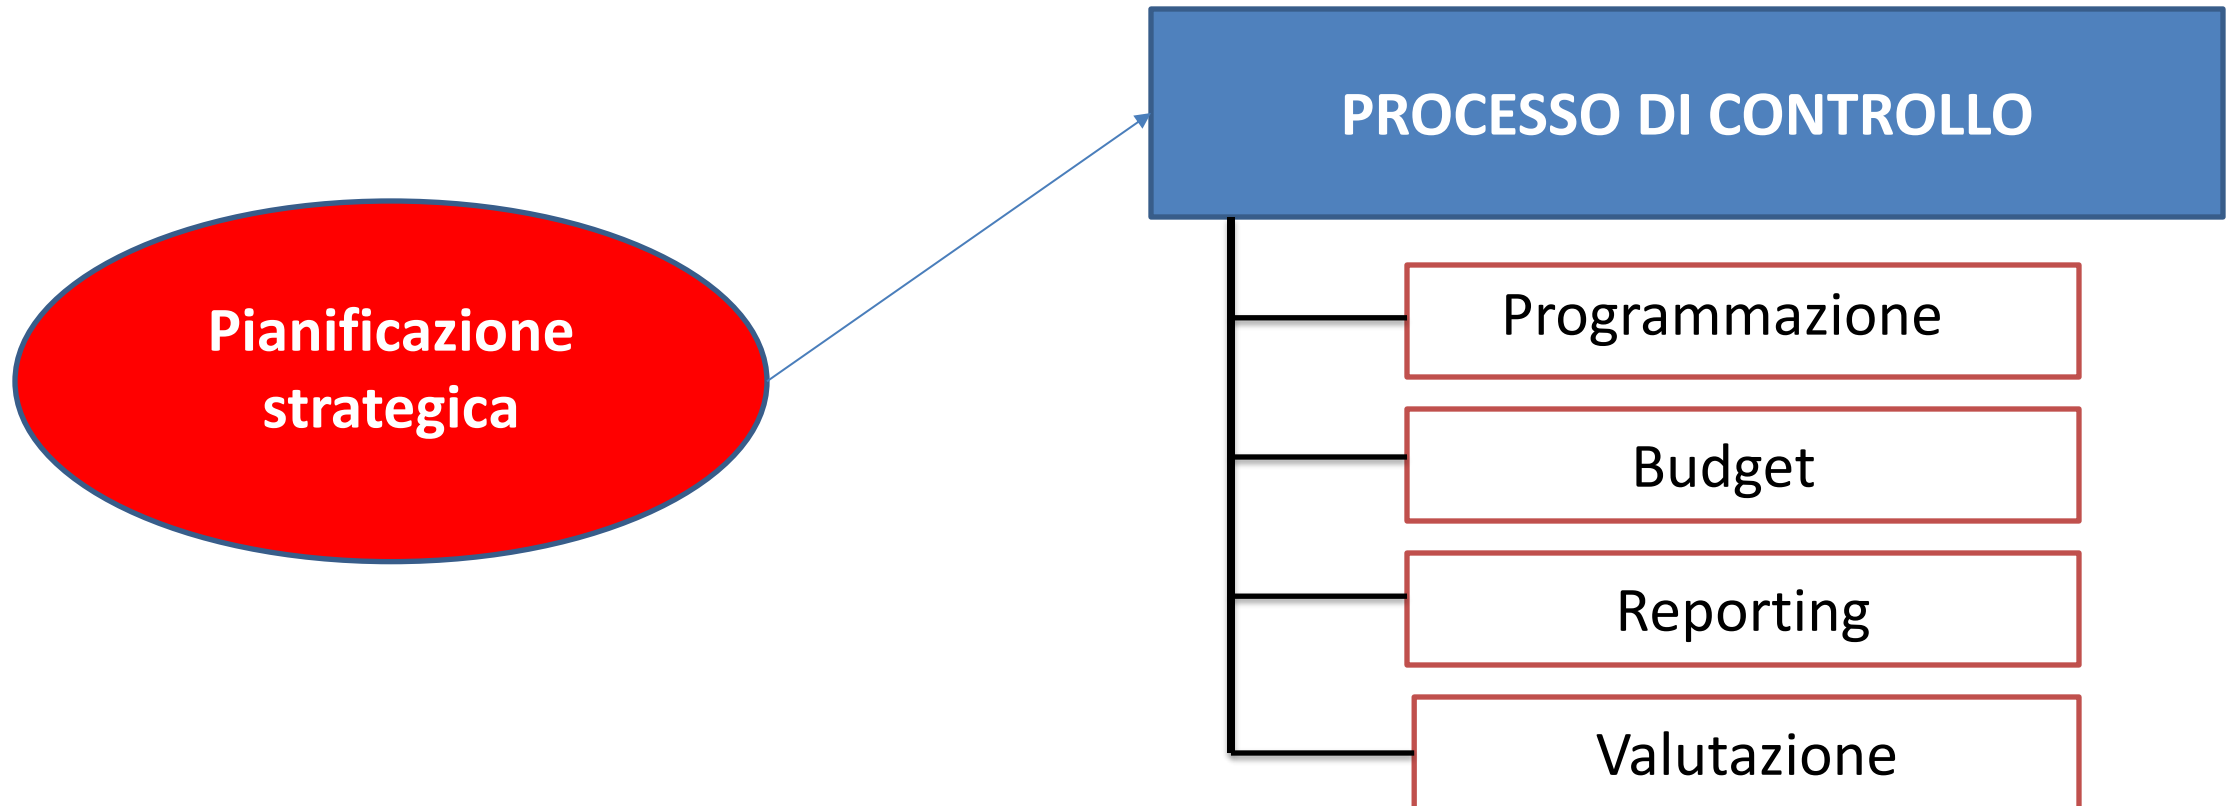 PROCESSO DI CONTROLLO
Pianificazione
strategica
Programmazione
Budget
Reporting
Valutazione